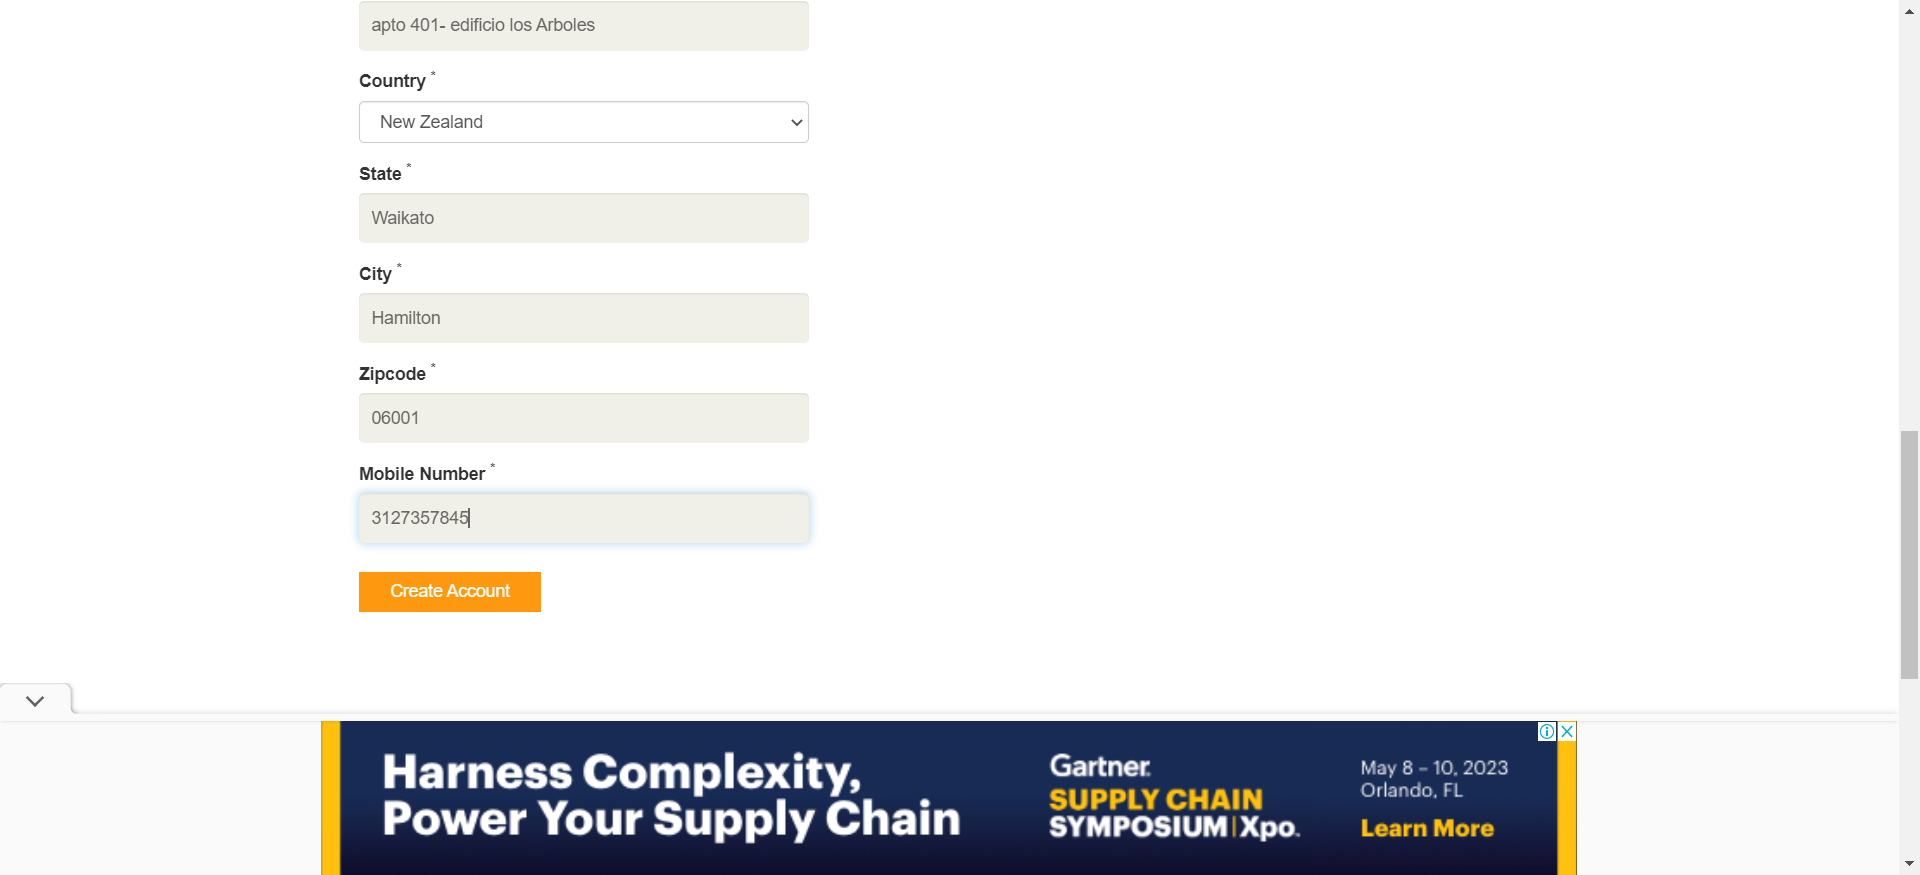 apto 401- edificio los Arboles
Country *
New Zealand
State *
Waikato
City *
Hamilton
Zipcode *
06001
Mobile Number *
3127357845
Create Account
Harness Complexity,
Power Your Supply Chain
Gartner
SUPPLY CHAIN
SYMPOSIUM | Xpo.
May 8 – 10, 2023
Orlando, FL
Learn More